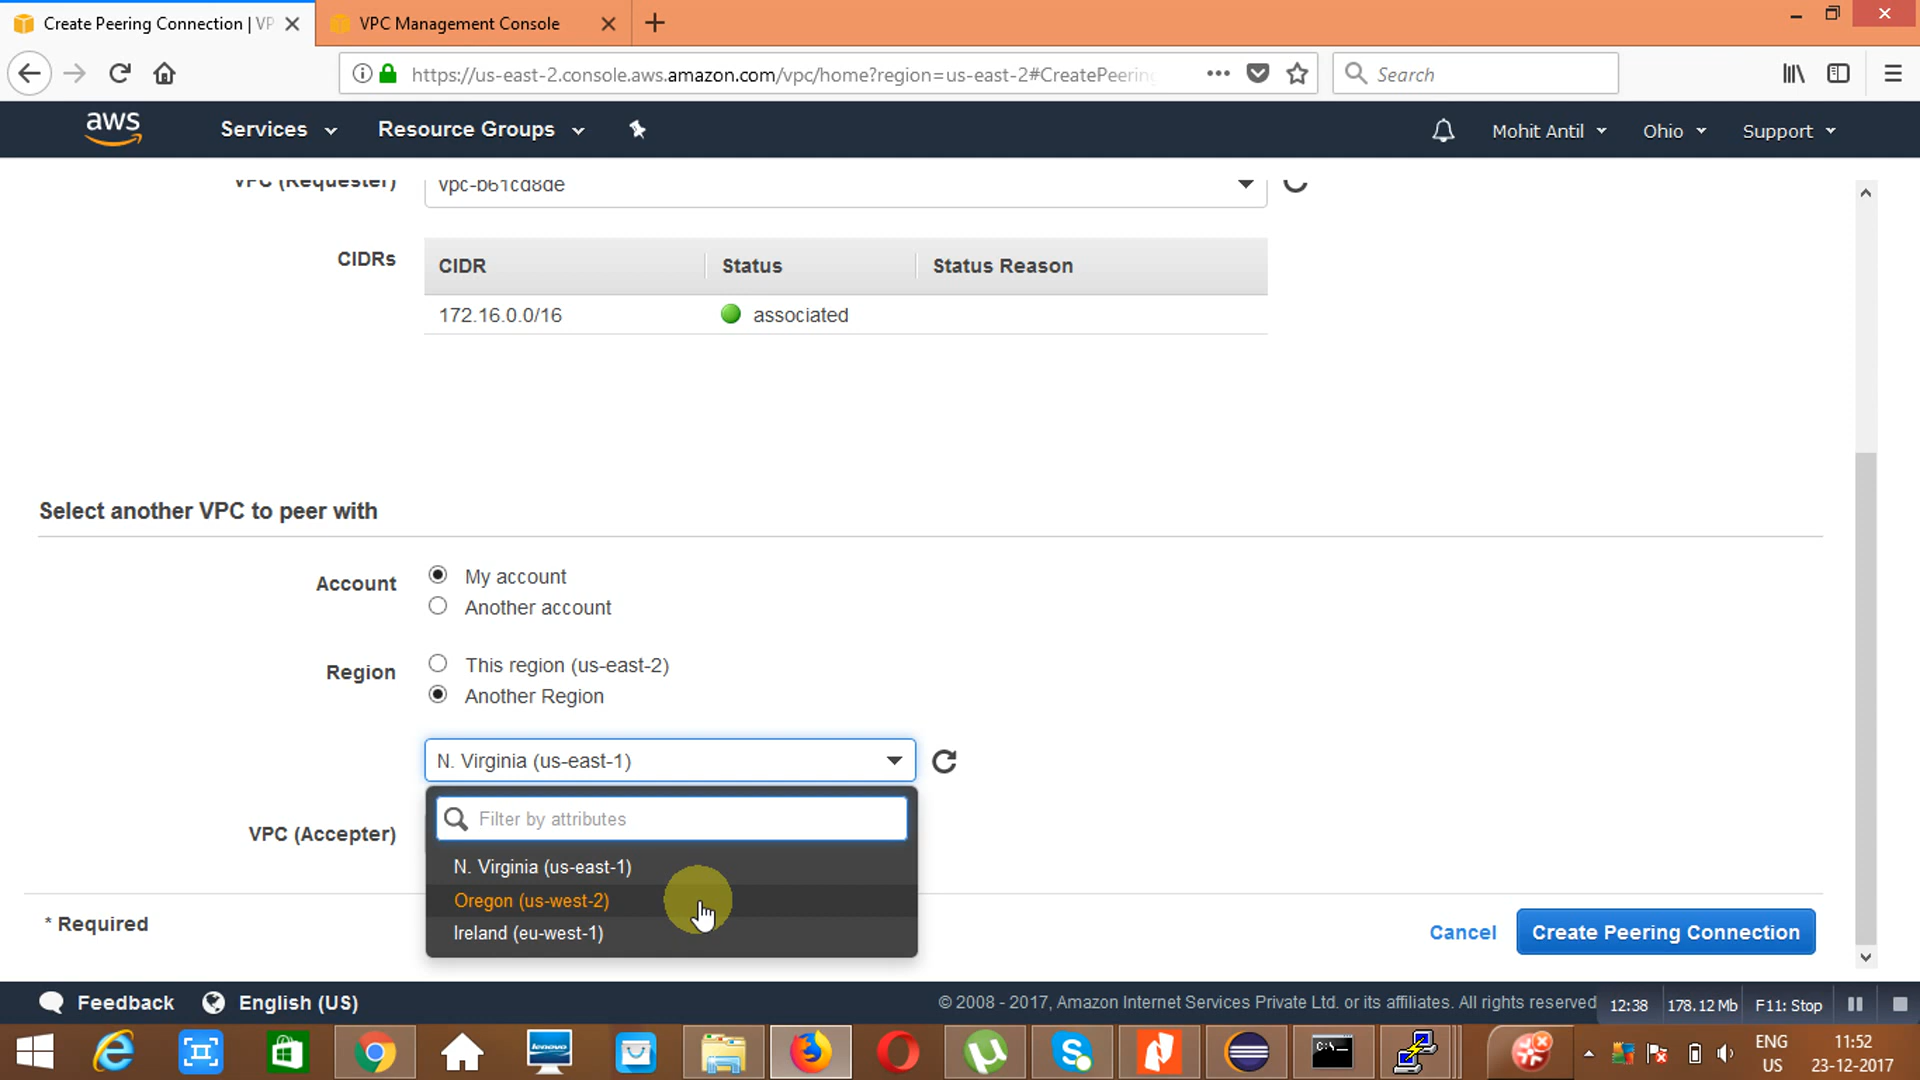 Create Peering Connection | VP
VPC Management Console
https://us-east-2.console.aws.amazon.com/vpc/home?region=us-east-2#CreatePeerin
Search
aws
Services
Resource Groups
Mohit Antil
Ohio
Support
VPC (Requester)
vpc-b61cd8de
CIDRs
CIDR
Status
Status Reason
172.16.0.0/16
associated
Select another VPC to peer with
Account
My account
Another account
Region
This region (us-east-2)
Another Region
N. Virginia (us-east-1)
Filter by attributes
VPC (Accepter)
N. Virginia (us-east-1)
Oregon (us-west-2)
Ireland (eu-west-1)
* Required
Cancel
Create Peering Connection
Feedback
English (US)
© 2008 - 2017, Amazon Internet Services Private Ltd. or its affiliates. All rights reserved
12:38
178.12 Mb
F11: Stop
lenovo
C:\_
ENG
US
11:52
23-12-2017